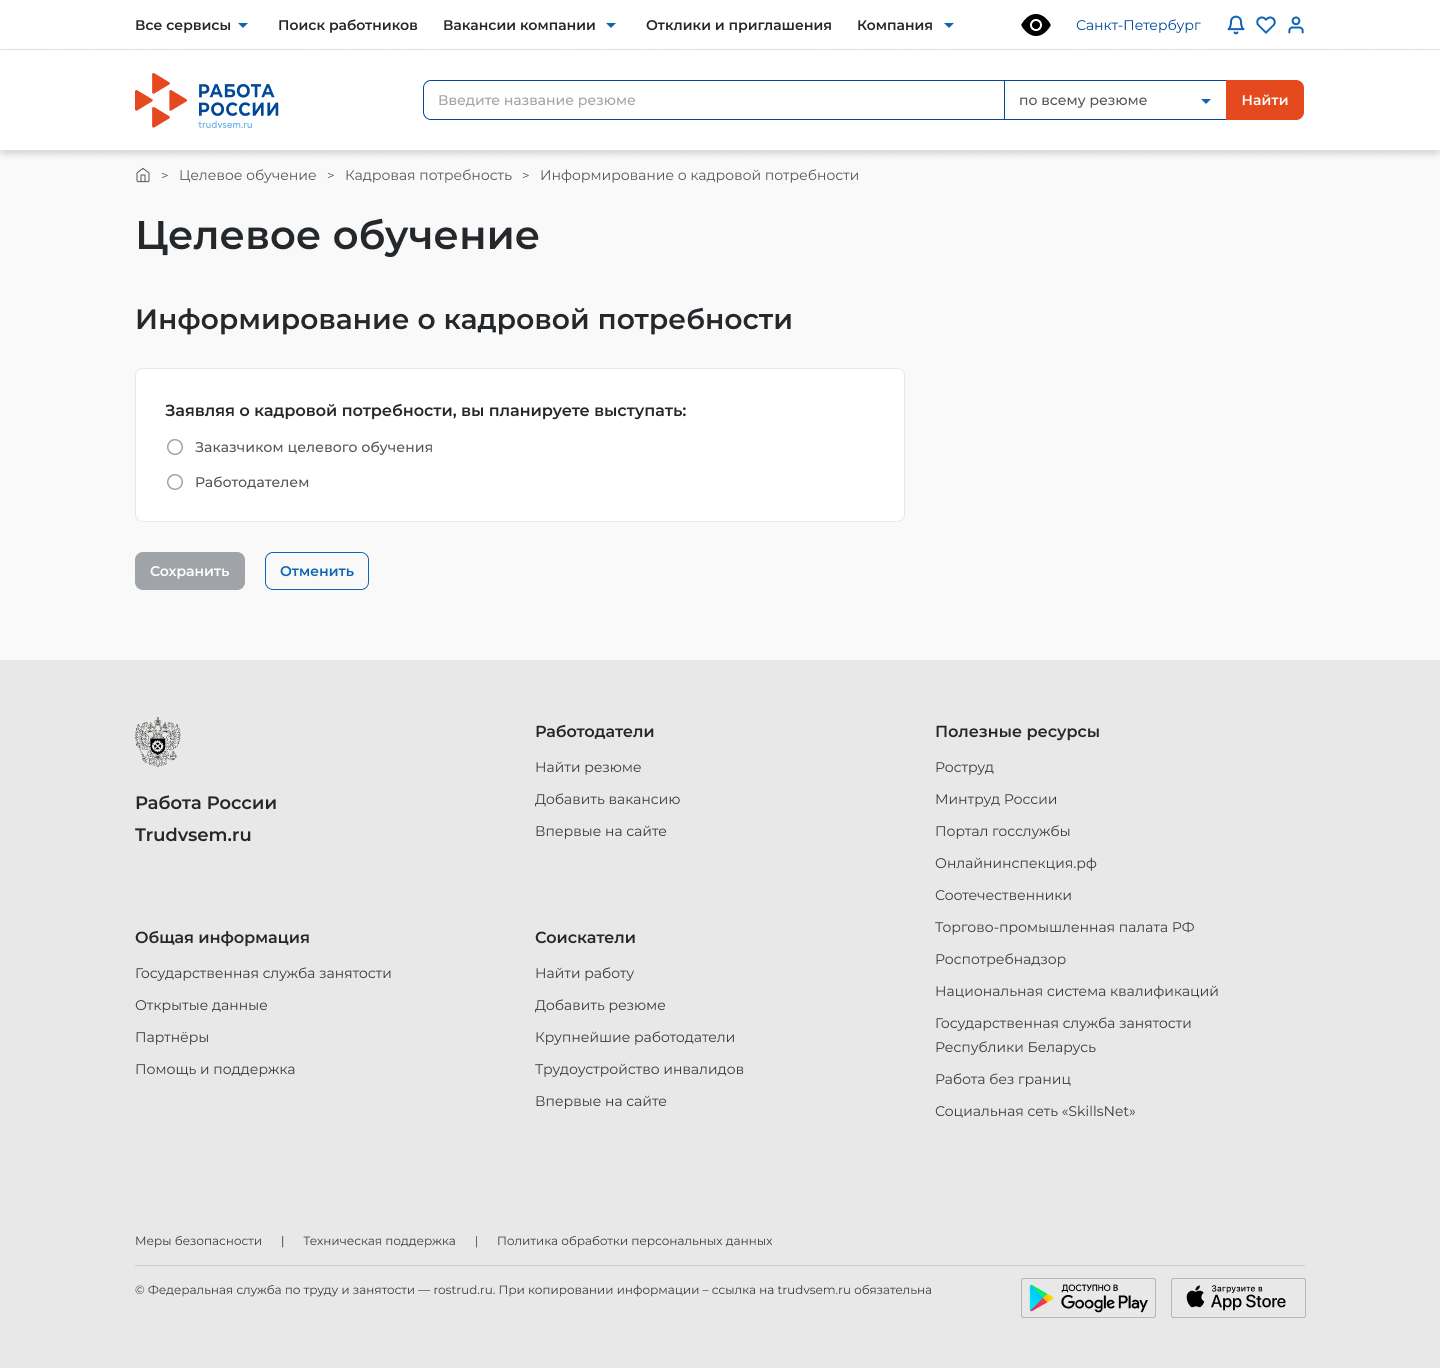 Все сервисы Поиск работников Вакансии компании Отклики и приглашения Компания Санкт-Петербург
РАБОТА
РОССИИ
trudvsem.ru
Введите название резюме по всему резюме Найти
> Целевое обучение > Кадровая потребность > Информирование о кадровой потребности
Целевое обучение
Информирование о кадровой потребности
Заявляя о кадровой потребности, вы планируете выступать:
Заказчиком целевого обучения
Работодателем
Сохранить Отменить
Работа России
Trudvsem.ru
Работодатели
Найти резюме
Добавить вакансию
Впервые на сайте
Полезные ресурсы
Роструд
Минтруд России
Портал госслужбы
Онлайнинспекция.рф
Соотечественники
Торгово-промышленная палата РФ
Роспотребнадзор
Национальная система квалификаций
Государственная служба занятости
Республики Беларусь
Работа без границ
Социальная сеть «SkillsNet»
Общая информация
Государственная служба занятости
Открытые данные
Партнёры
Помощь и поддержка
Соискатели
Найти работу
Добавить резюме
Крупнейшие работодатели
Трудоустройство инвалидов
Впервые на сайте
Меры безопасности | Техническая поддержка | Политика обработки персональных данных
© Федеральная служба по труду и занятости — rostrud.ru. При копировании информации – ссылка на trudvsem.ru обязательна
ДОСТУПНО В
Google Play
Загрузите в
App Store